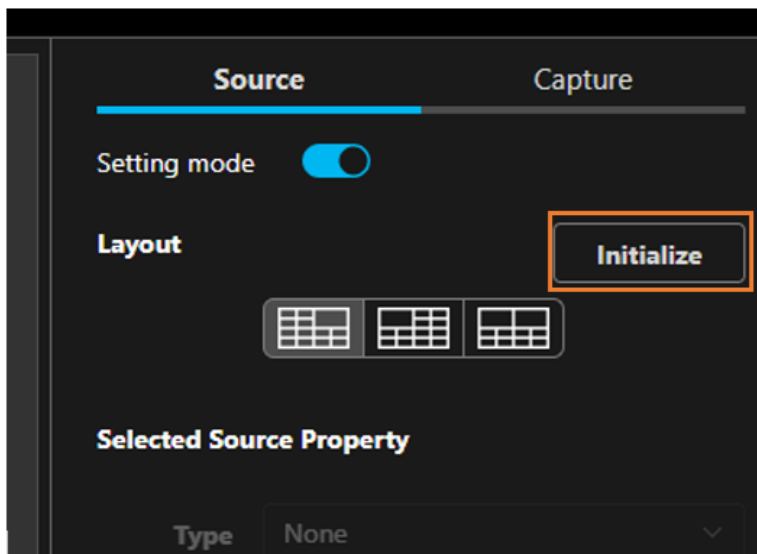 Source Capture
Setting mode
Layout
Initialize
Selected Source Property
Type None